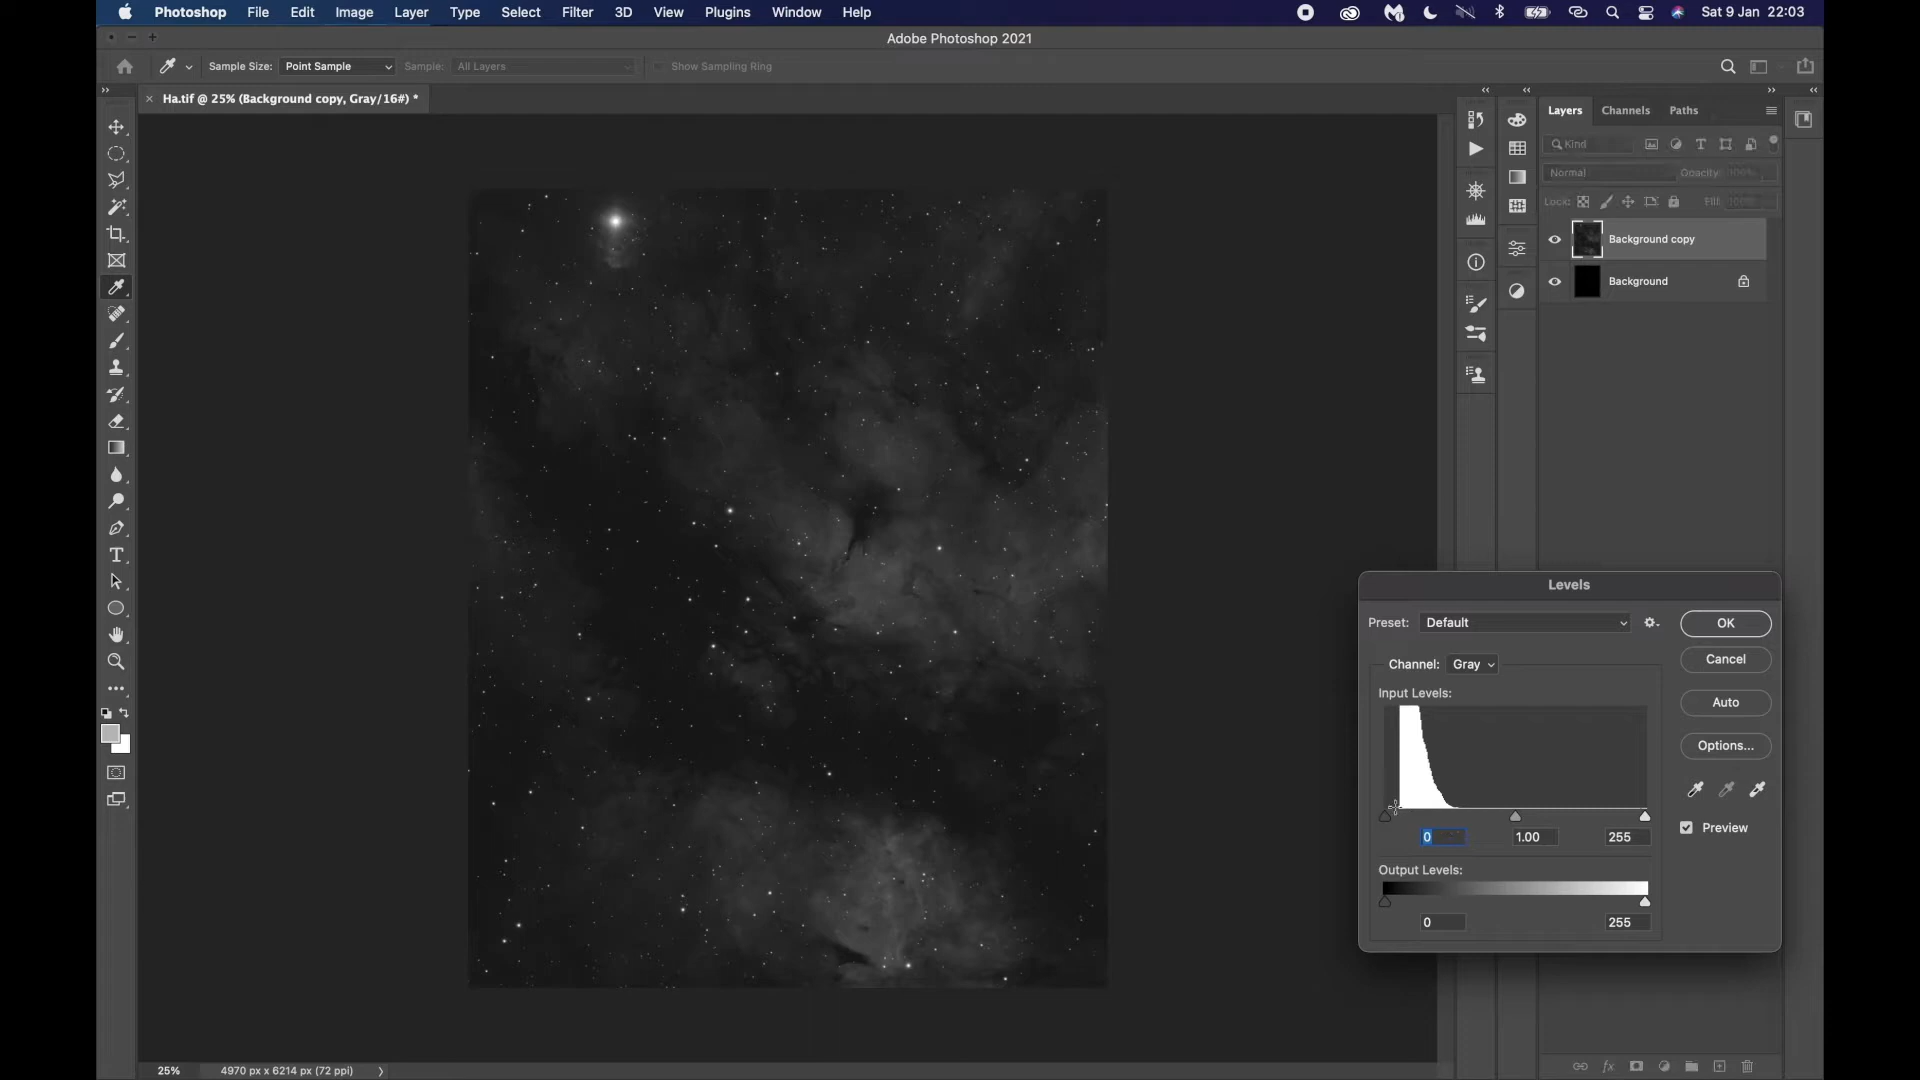 Photoshop File Edit Image Layer Type Select Filter 3D View Plugins Window Help Sat 9 Jan 22:03
Adobe Photoshop 2021
Sample Size: Point Sample Sample: All Layers Show Sampling Ring
Ha.tif @ 25% (Background copy, Gray/16#) *
Layers Channels Paths
Kind
Normal Opacity: 100%
Lock: Fill: 100%
Background copy
Background
Levels
Preset: Default OK
Channel: Gray Cancel
Input Levels:
Auto
Options...
0 1.00 255 Preview
Output Levels:
0 255
25% 4970 px x 6214 px (72 ppi)